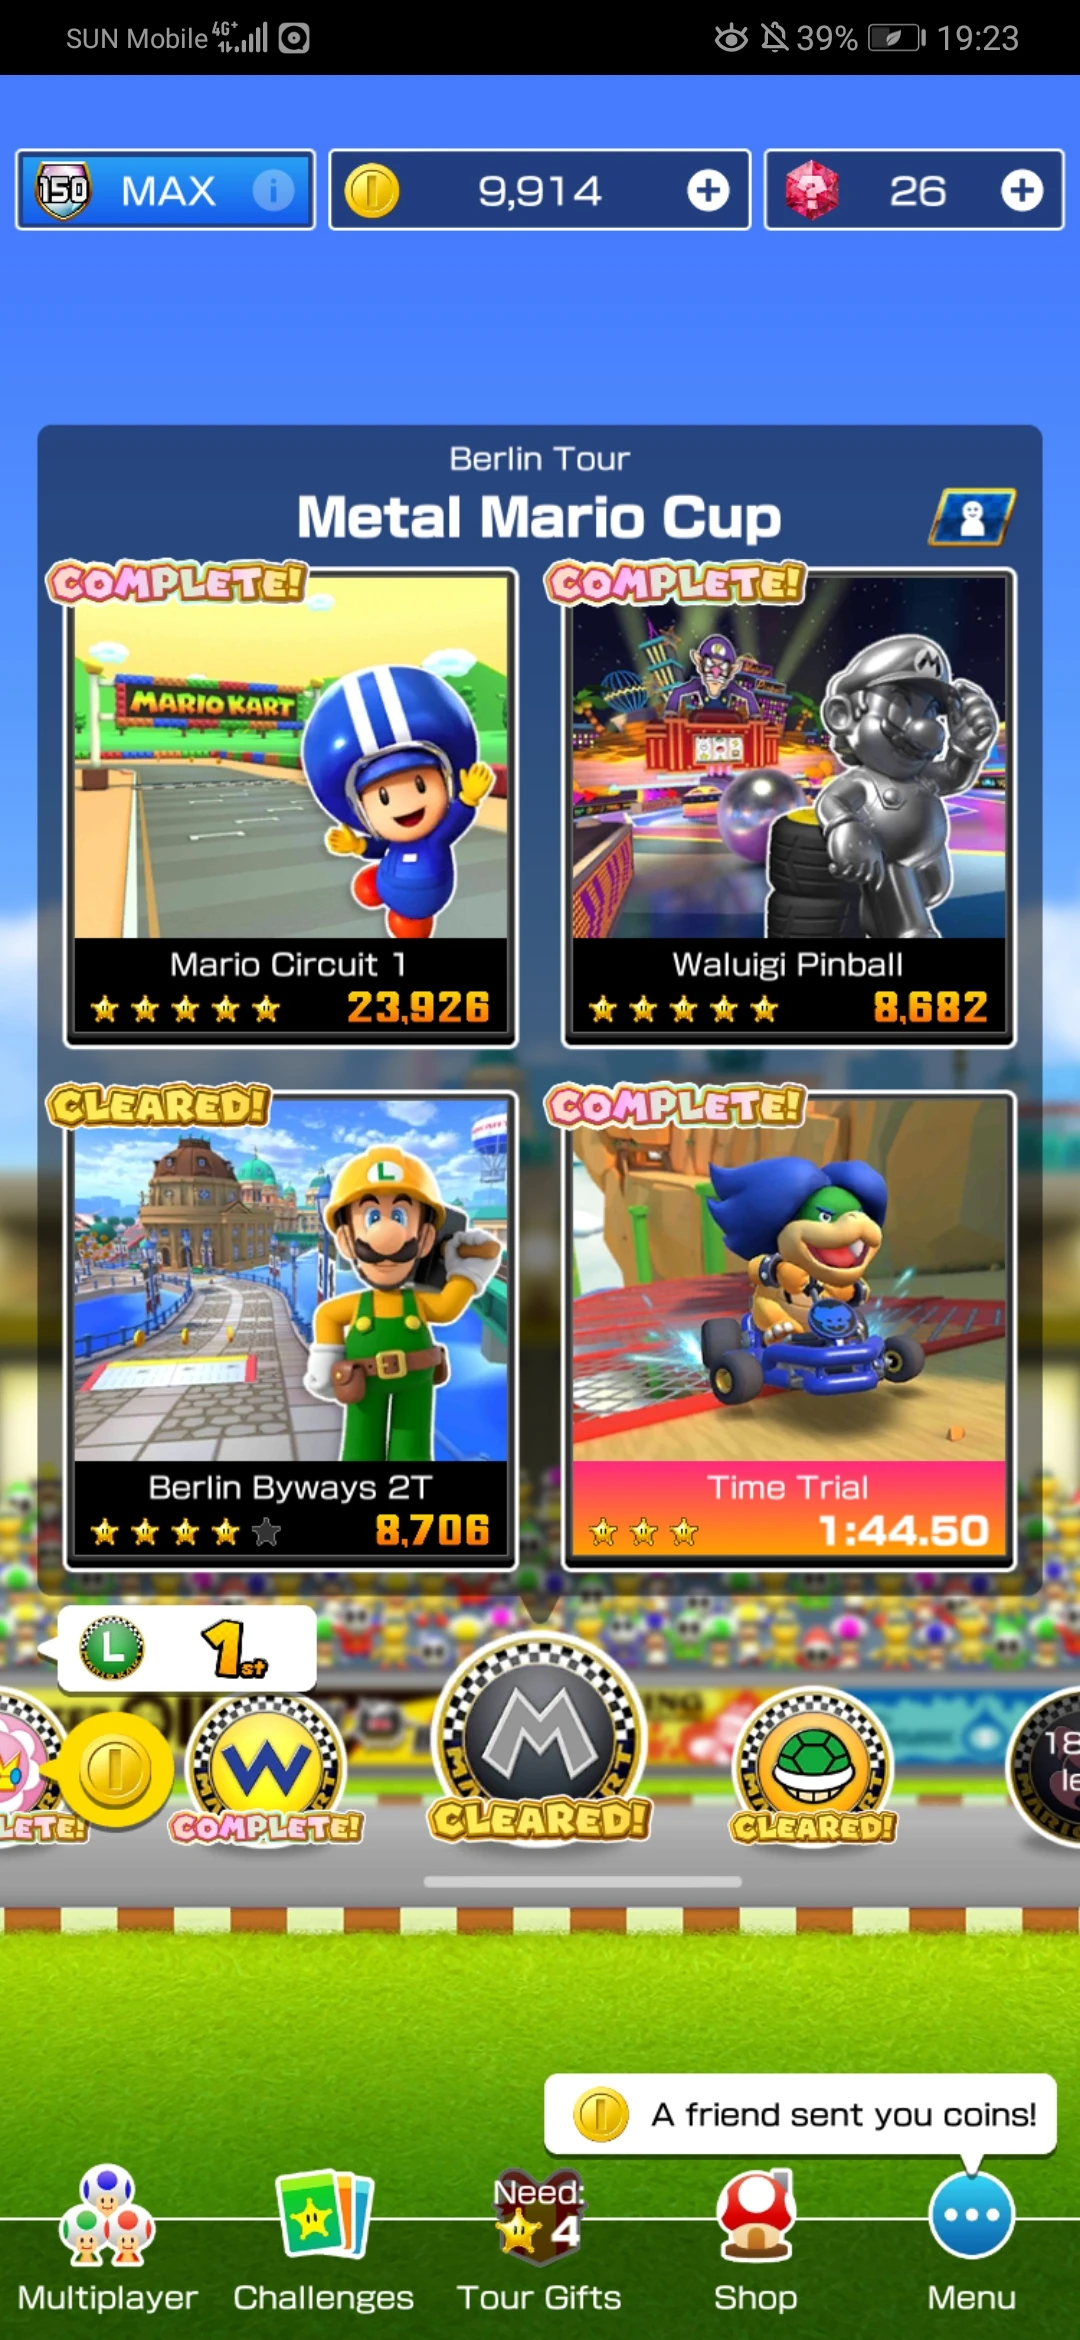 SUN Mobile 4G+ 39% 19:23
150 MAX i 9,914 + 26 +
Berlin Tour
Metal Mario Cup
COMPLETE! COMPLETE!
MARIO KART
Mario Circuit 1 Waluigi Pinball
23,926 8,682
CLEARED! COMPLETE!
L
Berlin Byways 2T Time Trial
8,706 1:44.50
L 1st
W M
LETE! COMPLETE! CLEARED! CLEARED!
A friend sent you coins!
Need:
4
Multiplayer Challenges Tour Gifts Shop Menu